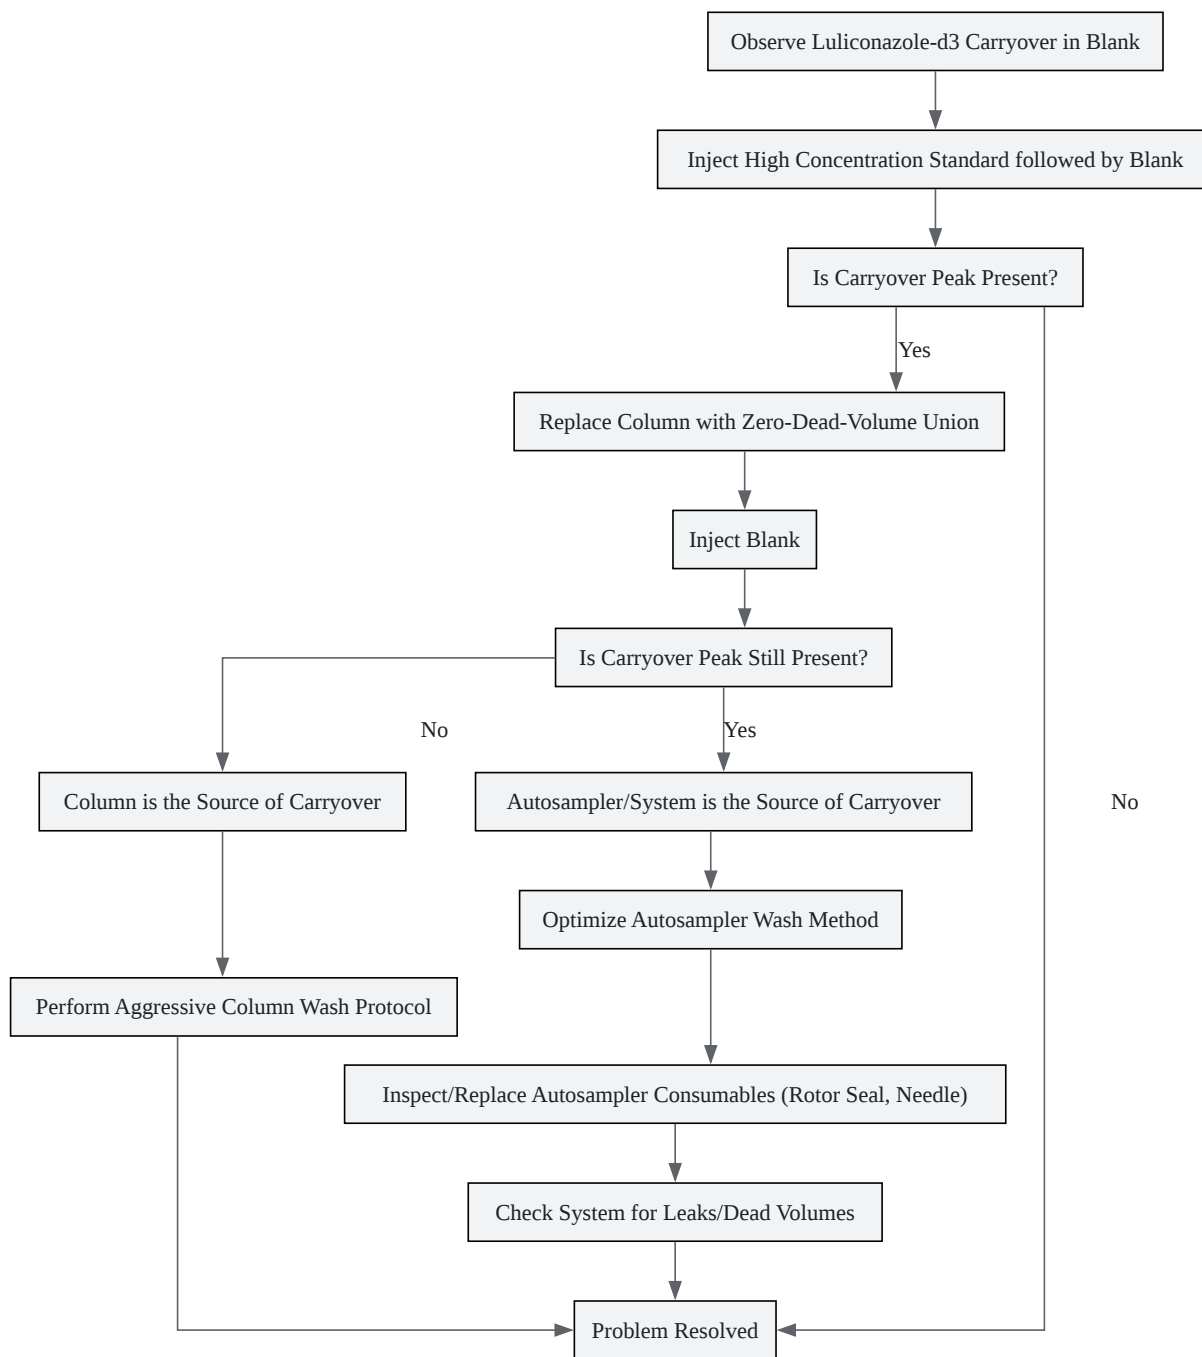 Observe Luliconazole-d3 Carryover in Blank
Inject High Concentration Standard followed by Blank
Is Carryover Peak Present?
Yes
Replace Column with Zero-Dead-Volume Union
Inject Blank
Is Carryover Peak Still Present?
No
Yes
Column is the Source of Carryover
Autosampler/System is the Source of Carryover
No
Optimize Autosampler Wash Method
Perform Aggressive Column Wash Protocol
Inspect/Replace Autosampler Consumables (Rotor Seal, Needle)
Check System for Leaks/Dead Volumes
Problem Resolved